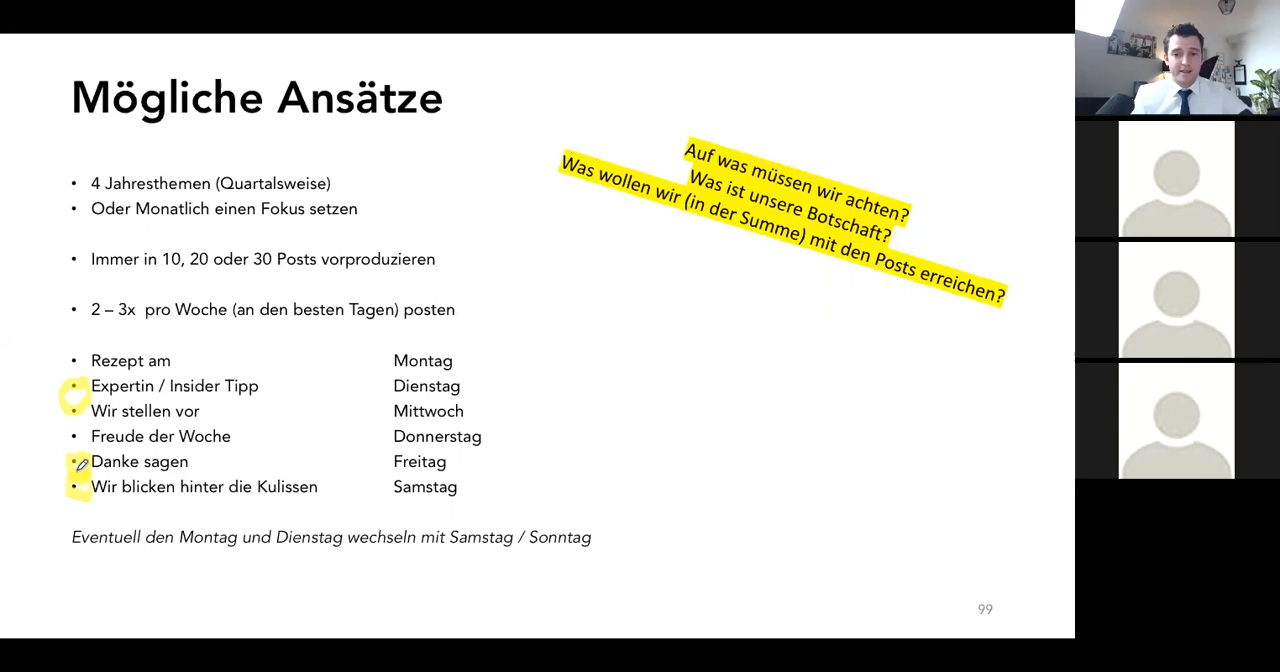 Mögliche Ansätze
Auf was müssen wir achten?
Was ist unsere Botschaft?
Was wollen wir (in der Summe) mit den Posts erreichen?
• 4 Jahresthemen (Quartalsweise)
• Oder Monatlich einen Fokus setzen
• Immer in 10, 20 oder 30 Posts vorproduzieren
• 2 – 3x pro Woche (an den besten Tagen) posten
• Rezept am Montag
• Expertin / Insider Tipp Dienstag
• Wir stellen vor Mittwoch
• Freude der Woche Donnerstag
• Danke sagen Freitag
• Wir blicken hinter die Kulissen Samstag
Eventuell den Montag und Dienstag wechseln mit Samstag / Sonntag
99